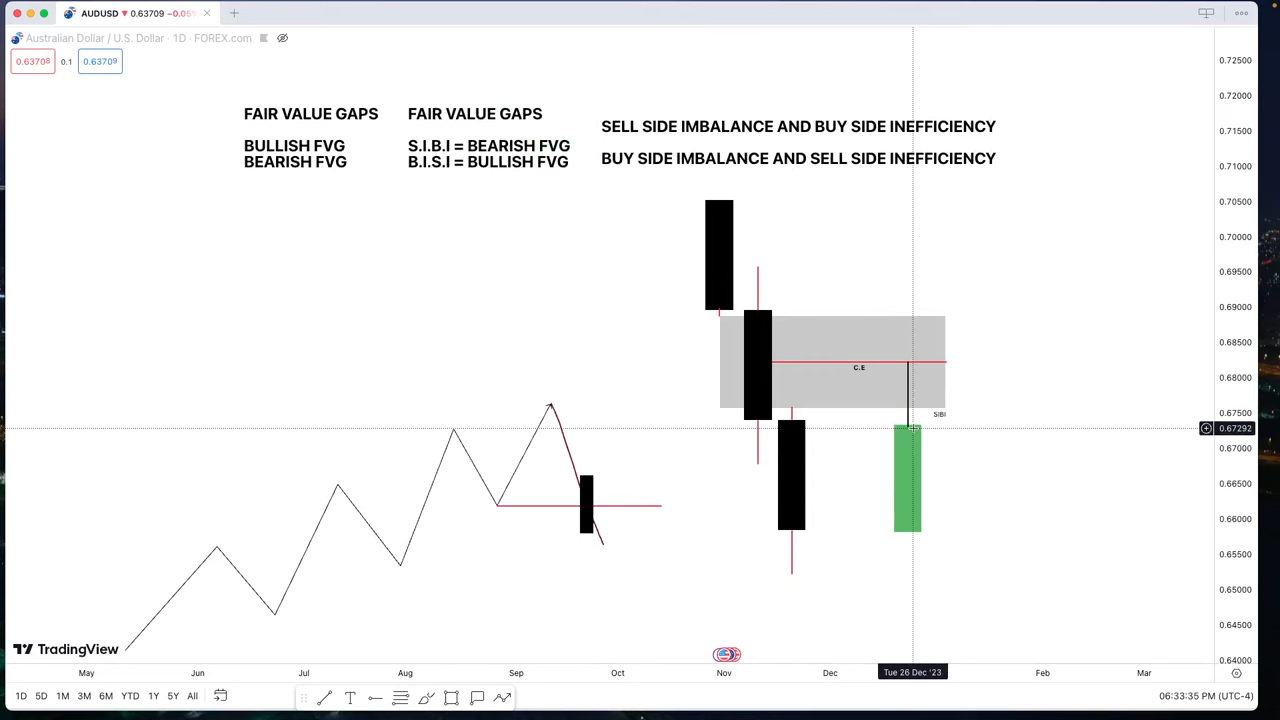 AUDUSD ▼ 0.63709 −0.05%
Australian Dollar / U.S. Dollar · 1D · FOREX.com
0.63708 0.1 0.63709
FAIR VALUE GAPS
BULLISH FVG
BEARISH FVG
FAIR VALUE GAPS
S.I.B.I = BEARISH FVG
B.I.S.I = BULLISH FVG
SELL SIDE IMBALANCE AND BUY SIDE INEFFICIENCY
BUY SIDE IMBALANCE AND SELL SIDE INEFFICIENCY
C.E
SIBI
0.72500
0.72000
0.71500
0.71000
0.70500
0.70000
0.69500
0.69000
0.68500
0.68000
0.67500
0.67292
0.67000
0.66500
0.66000
0.65500
0.65000
0.64500
0.64000
TradingView
May Jun Jul Aug Sep Oct Nov Dec Tue 26 Dec '23 Feb Mar
1D 5D 1M 3M 6M YTD 1Y 5Y All
06:33:35 PM (UTC-4)